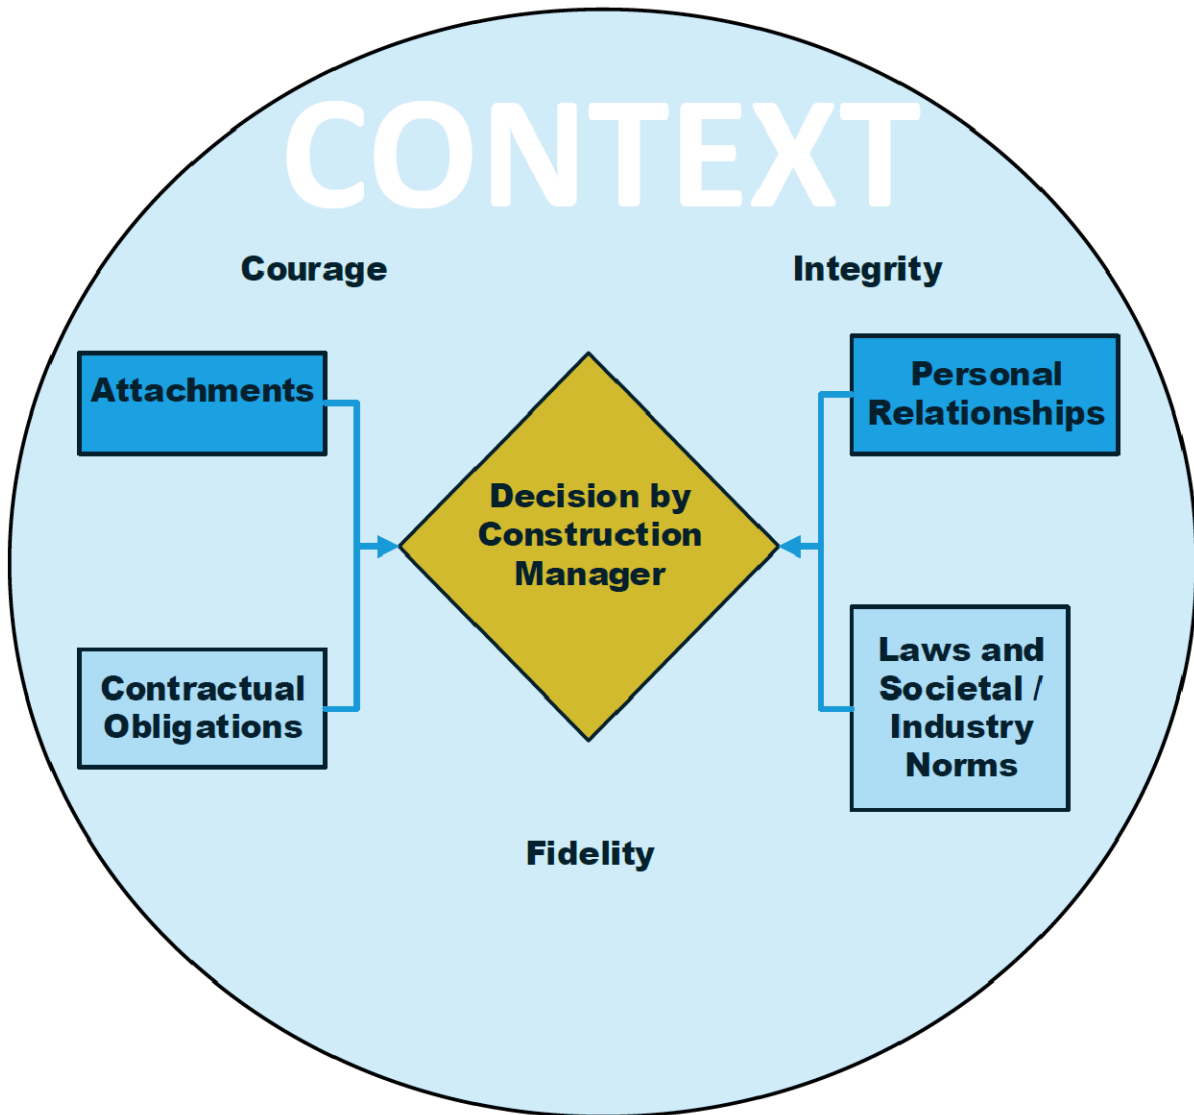 CONTEXT
Courage
Integrity
Attachments
Personal
Relationships
Decision by
Construction
Manager
Contractual
Obligations
Laws and
Societal /
Industry
Norms
Fidelity